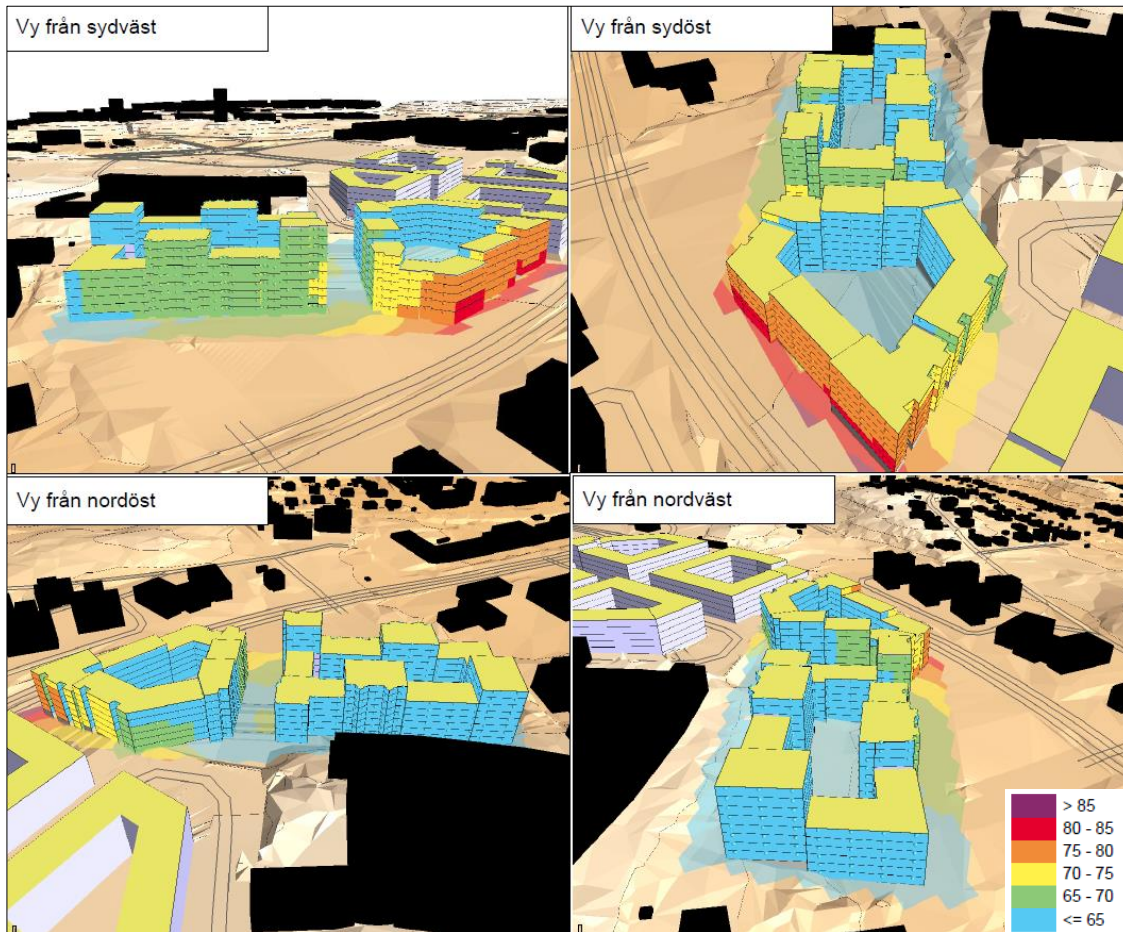 Vy från sydväst
Vy från sydöst
Vy från nordöst
Vy från nordväst
> 85
80 - 85
75 - 80
70 - 75
65 - 70
<= 65